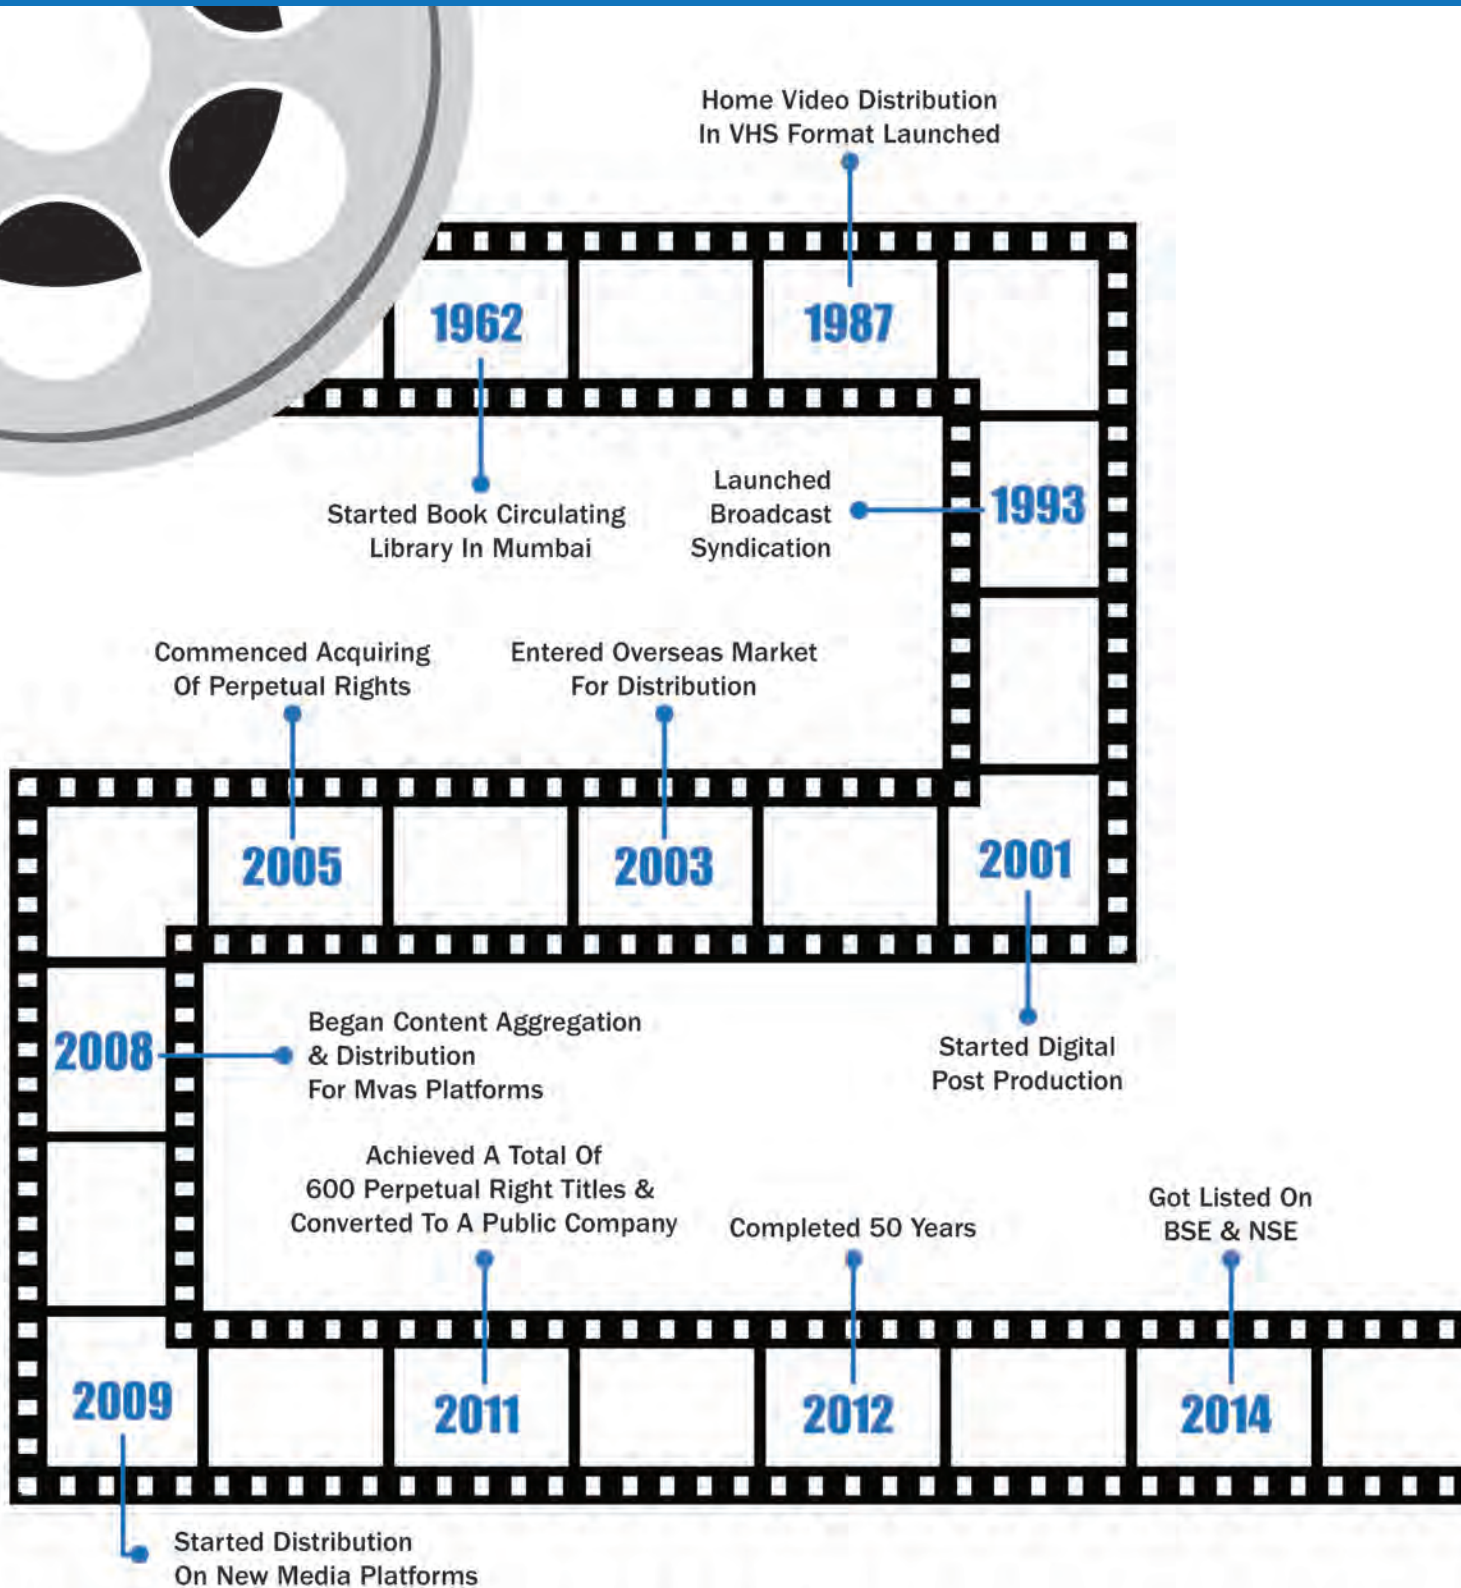 Home Video Distribution
In VHS Format Launched
1962
1987
Started Book Circulating
Library In Mumbai
Launched
Broadcast
Syndication
1993
Commenced Acquiring
Of Perpetual Rights
Entered Overseas Market
For Distribution
2005
2003
2001
Started Digital
Post Production
2008
Began Content Aggregation
& Distribution
For Mvas Platforms
Achieved A Total Of
600 Perpetual Right Titles &
Converted To A Public Company
Completed 50 Years
Got Listed On
BSE & NSE
2009
2011
2012
2014
Started Distribution
On New Media Platforms